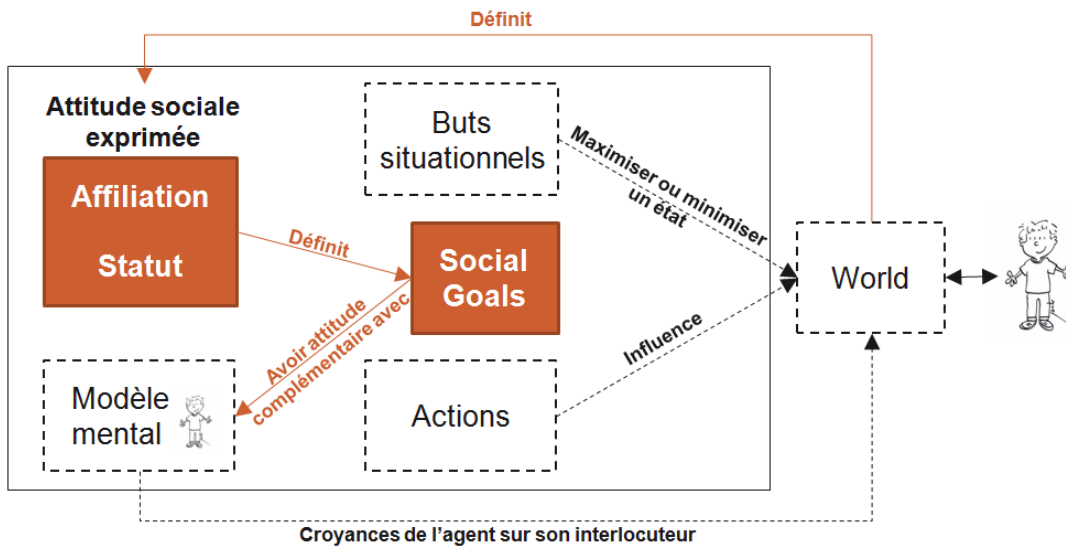 Définit
Attitude sociale
exprimée
Affiliation
Statut
Buts
situationnels
Maximiser ou minimiser
un état
Définit
Social
Goals
World
Avoir attitude
complémentaire avec
Influence
Modèle
mental
Actions
Croyances de l'agent sur son interlocuteur